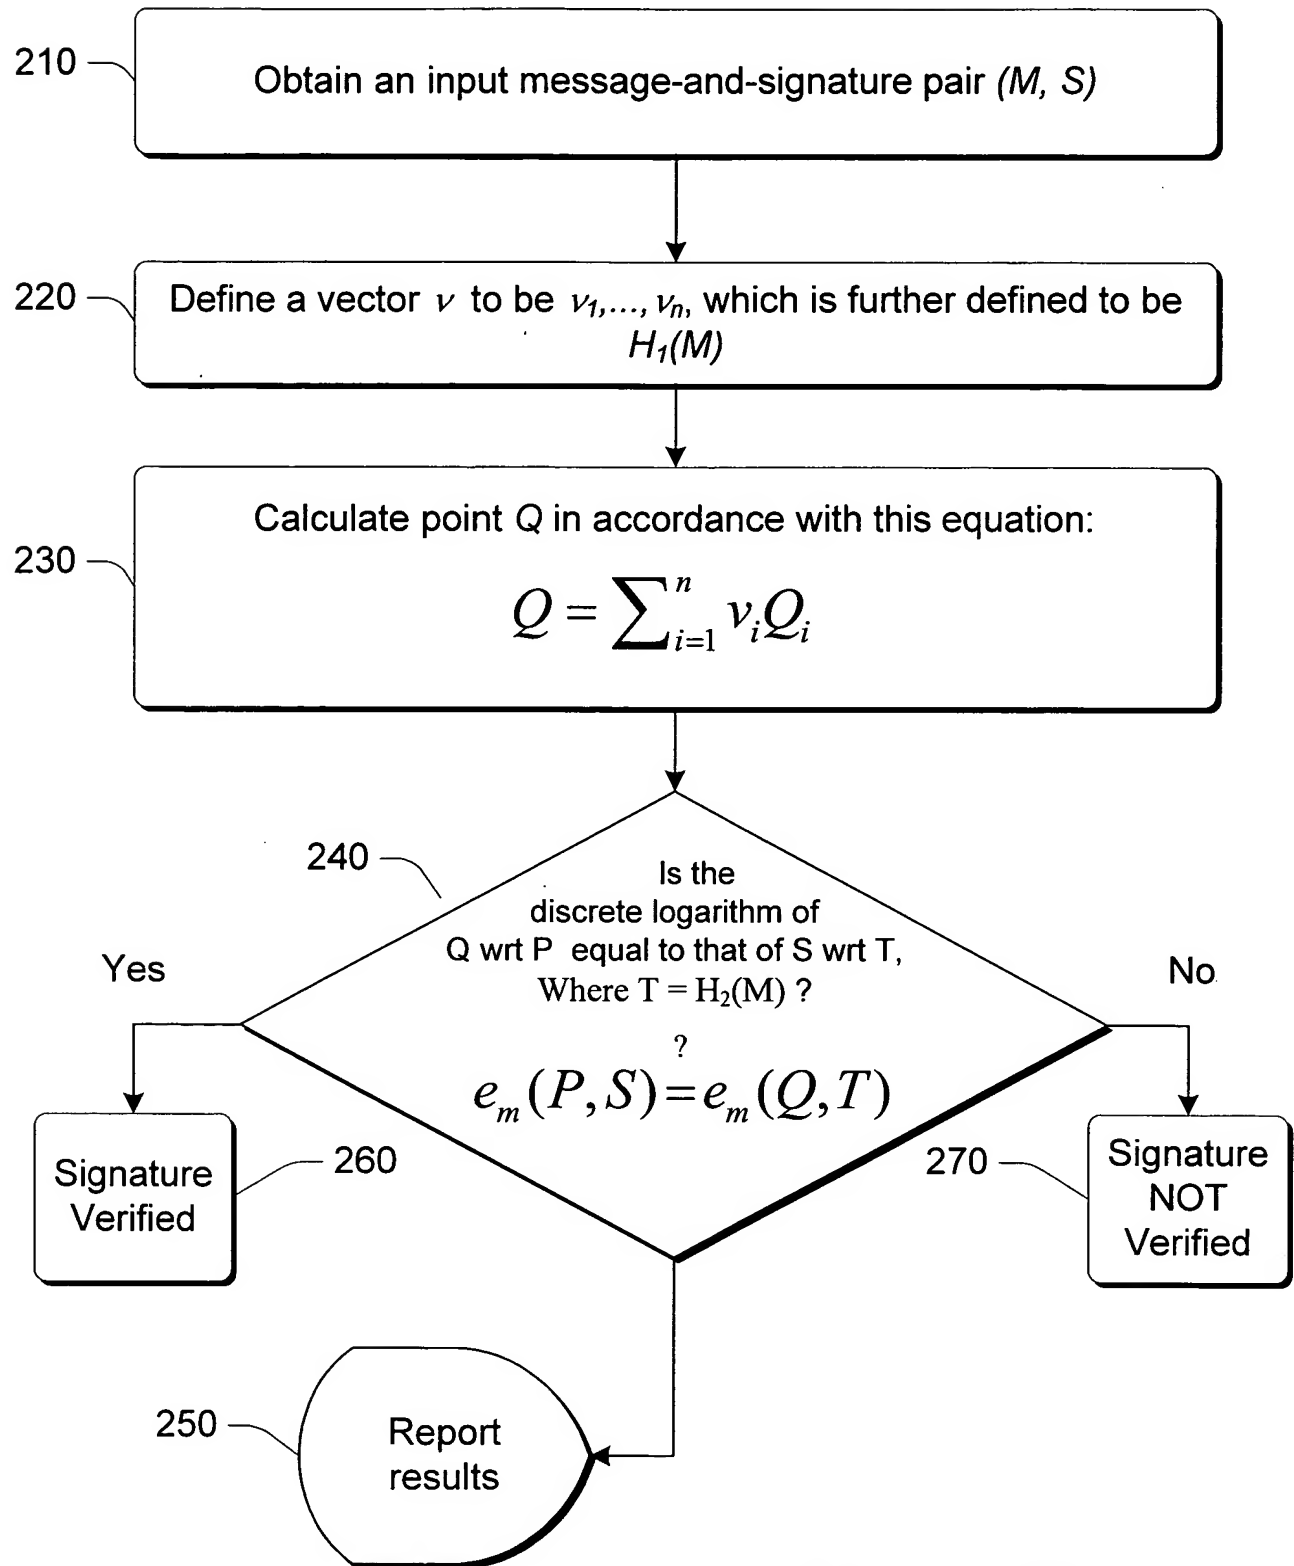 210
Obtain an input message-and-signature pair (M, S)
220
Define a vector v to be v₁,..., vₙ, which is further defined to be
H₁(M)
230
Calculate point Q in accordance with this equation:
Q = ∑ⁿᵢ₌₁ vᵢQᵢ
240
Is the
discrete logarithm of
Q wrt P equal to that of S wrt T,
Where T = H₂(M) ?
?
eₘ(P,S) = eₘ(Q,T)
Yes
No
Signature
Verified
260
270
Signature
NOT
Verified
250
Report
results